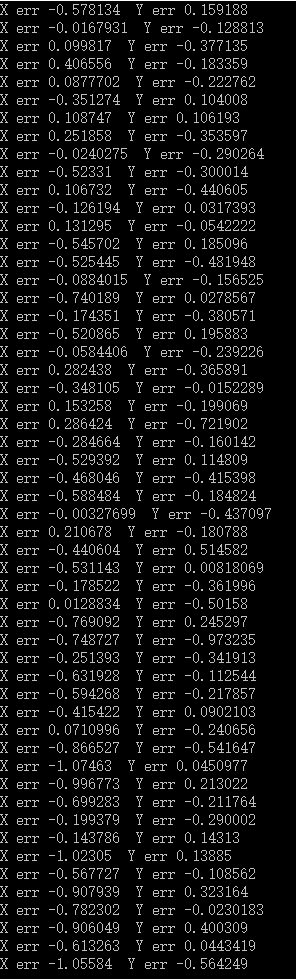 X err -0.578134  Y err 0.159188
X err -0.0167931  Y err -0.128813
X err 0.099817  Y err -0.377135
X err 0.406556  Y err -0.183359
X err 0.0877702  Y err -0.222762
X err -0.351274  Y err 0.104008
X err 0.108747  Y err 0.106193
X err 0.251858  Y err -0.353597
X err -0.0240275  Y err -0.290264
X err -0.52331  Y err -0.300014
X err 0.106732  Y err -0.440605
X err -0.126194  Y err 0.0317393
X err 0.131295  Y err -0.0542222
X err -0.545702  Y err 0.185096
X err -0.525445  Y err -0.481948
X err -0.0884015  Y err -0.156525
X err -0.740189  Y err 0.0278567
X err -0.174351  Y err -0.380571
X err -0.520865  Y err 0.195883
X err -0.0584406  Y err -0.239226
X err 0.282438  Y err -0.365891
X err -0.348105  Y err -0.0152289
X err 0.153258  Y err -0.199069
X err 0.286424  Y err -0.721902
X err -0.284664  Y err -0.160142
X err -0.529392  Y err 0.114809
X err -0.468046  Y err -0.415398
X err -0.588484  Y err -0.184824
X err -0.00327699  Y err -0.437097
X err 0.210678  Y err -0.180788
X err -0.440604  Y err 0.514582
X err -0.531143  Y err 0.00818069
X err -0.178522  Y err -0.361996
X err 0.0128834  Y err -0.50158
X err -0.769092  Y err 0.245297
X err -0.748727  Y err -0.973235
X err -0.251393  Y err -0.341913
X err -0.631928  Y err -0.112544
X err -0.594268  Y err -0.217857
X err -0.415422  Y err 0.0902103
X err 0.0710996  Y err -0.240656
X err -0.866527  Y err -0.541647
X err -1.07463  Y err 0.0450977
X err -0.996773  Y err 0.213022
X err -0.699283  Y err -0.211764
X err -0.199379  Y err -0.290002
X err -0.143786  Y err 0.14313
X err -1.02305  Y err 0.13885
X err -0.567727  Y err -0.108562
X err -0.907939  Y err 0.323164
X err -0.782302  Y err -0.0230183
X err -0.906049  Y err 0.400309
X err -0.613263  Y err 0.0443419
X err -1.05584  Y err -0.564249